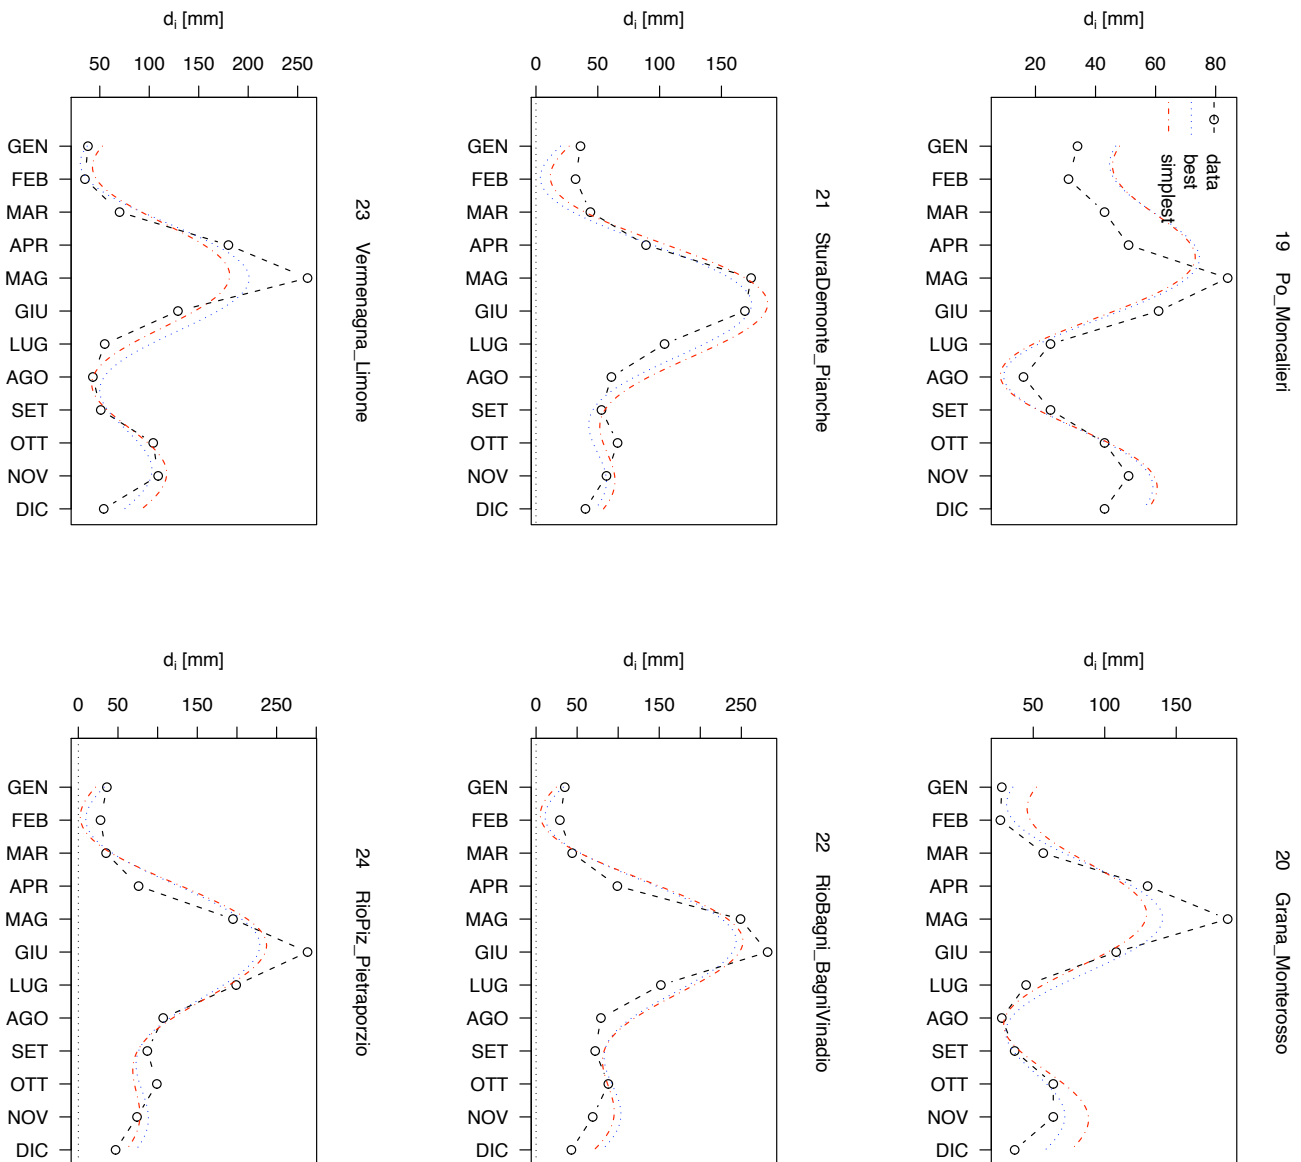 d_i [mm]
50 100 150 200 250
GEN
FEB
MAR
APR
MAG
GIU
LUG
AGO
SET
OTT
NOV
DIC
23 Vermenagna_Limone
d_i [mm]
0 50 100 150
GEN
FEB
MAR
APR
MAG
GIU
LUG
AGO
SET
OTT
NOV
DIC
21 SturaDemonte_Pianche
d_i [mm]
20 40 60 80
GEN
FEB
MAR
APR
MAG
GIU
LUG
AGO
SET
OTT
NOV
DIC
data
best
simplest
19 Po_Moncalieri
d_i [mm]
0 50 150 250
GEN
FEB
MAR
APR
MAG
GIU
LUG
AGO
SET
OTT
NOV
DIC
24 RioPiz_Pietraporzio
d_i [mm]
0 50 150 250
GEN
FEB
MAR
APR
MAG
GIU
LUG
AGO
SET
OTT
NOV
DIC
22 RioBagni_BagniVinadio
d_i [mm]
50 100 150
GEN
FEB
MAR
APR
MAG
GIU
LUG
AGO
SET
OTT
NOV
DIC
20 Grana_Monterosso